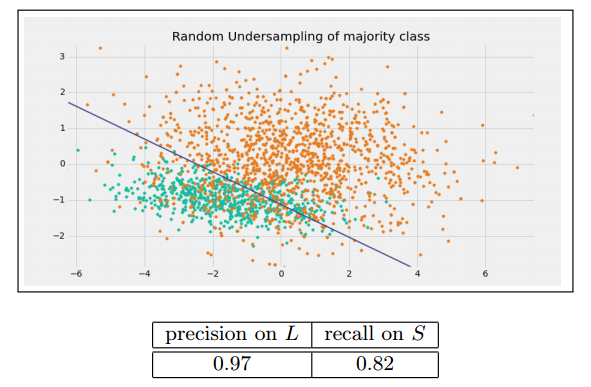 Random Undersampling of majority class
3
2
1
0
−1
−2
−6 −4 −2 0 2 4 6
precision on L recall on S
0.97 0.82